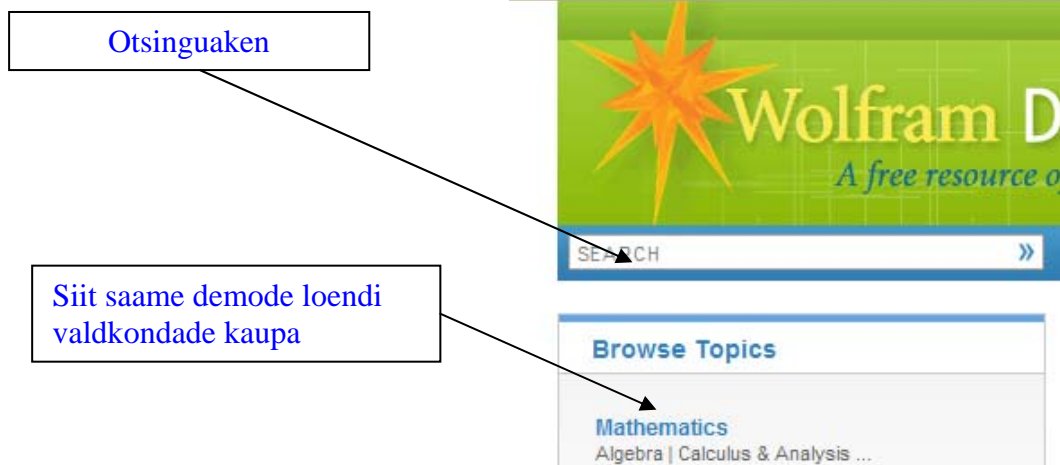 Otsinguaken
Wolfram D
A free resource o
SEARCH »
Siit saame demode loendi
valdkondade kaupa
Browse Topics
Mathematics
Algebra | Calculus & Analysis ...